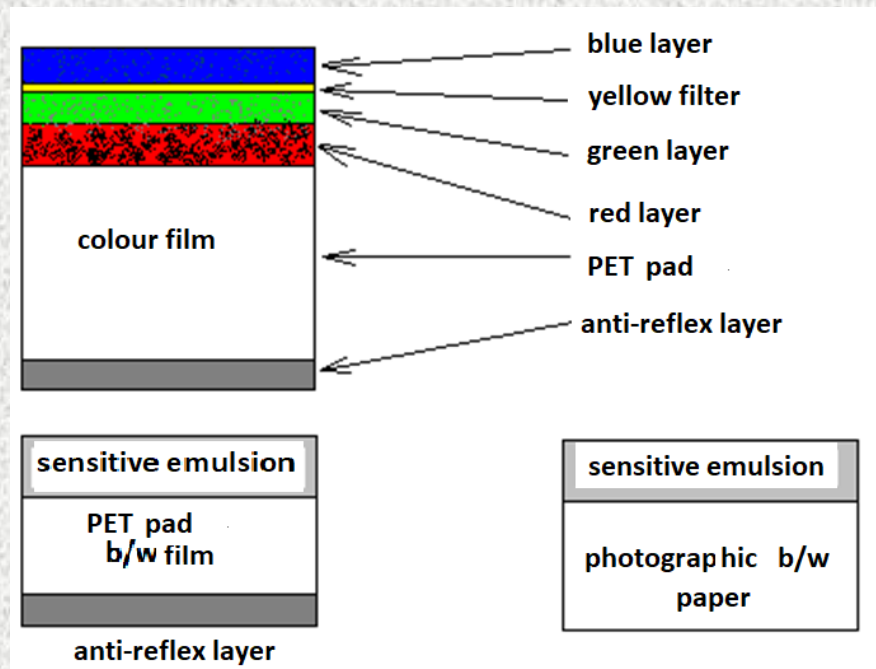 blue layer
yellow filter
green layer
red layer
colour film
PET pad
anti-reflex layer
sensitive emulsion
PET pad
b/w film
anti-reflex layer
sensitive emulsion
photographic b/w
paper